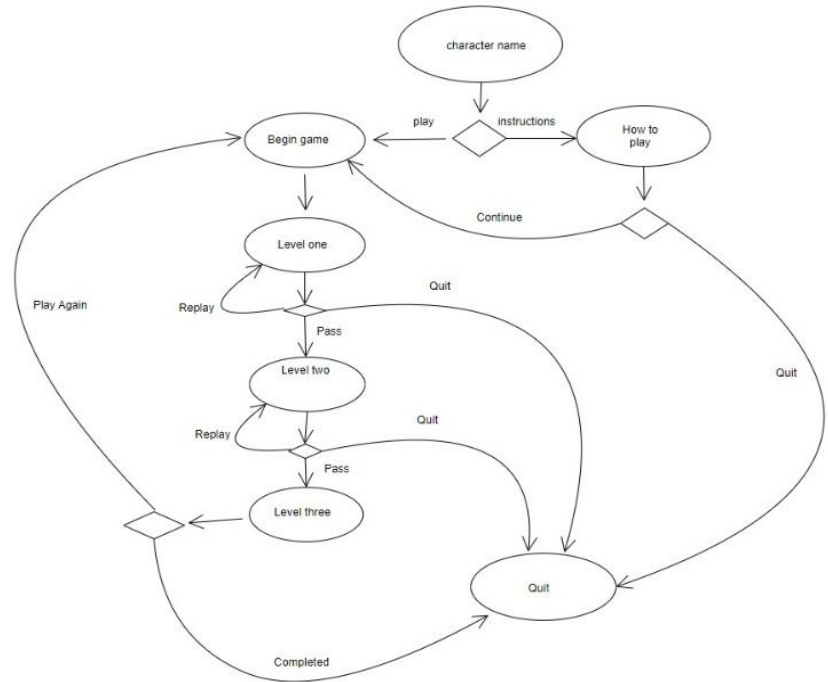 character name
play
instructions
Begin game
How to
play
Continue
Level one
Play Again
Replay
Quit
Pass
Level two
Quit
Replay
Quit
Pass
Level three
Quit
Completed